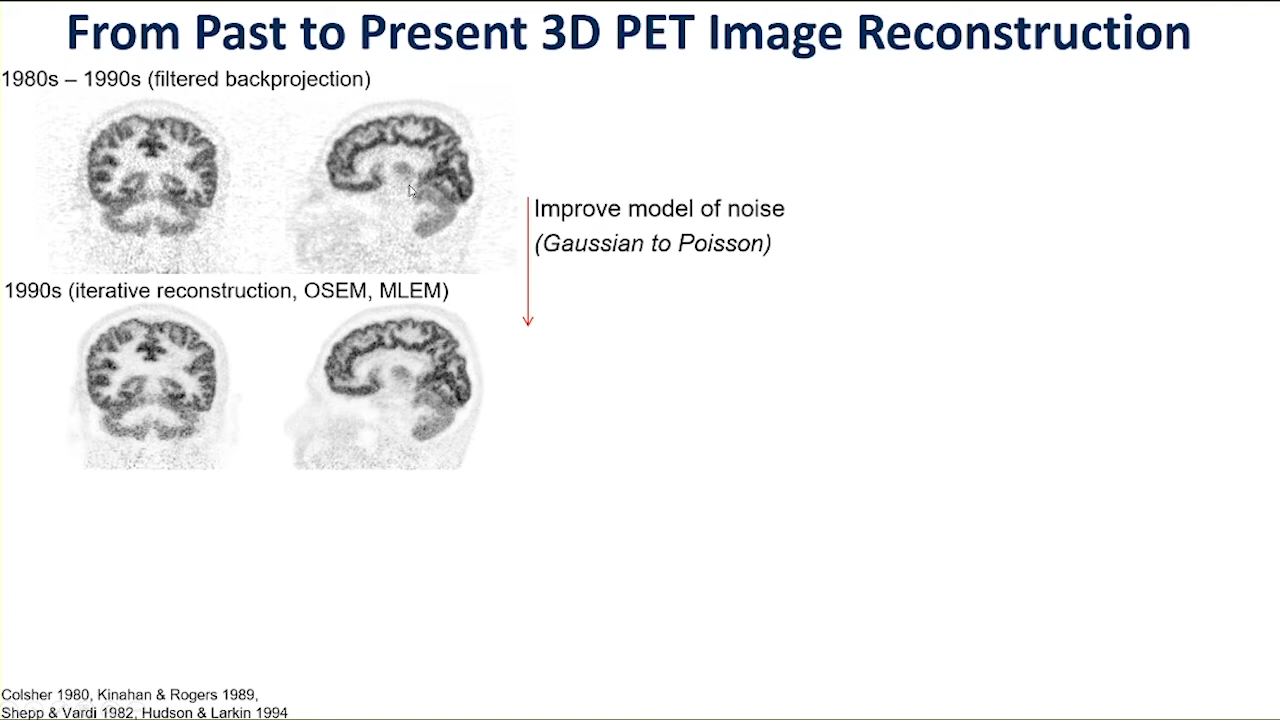 From Past to Present 3D PET Image Reconstruction
1980s – 1990s (filtered backprojection)
Improve model of noise
(Gaussian to Poisson)
1990s (iterative reconstruction, OSEM, MLEM)
Colsher 1980, Kinahan & Rogers 1989,
Shepp & Vardi 1982, Hudson & Larkin 1994